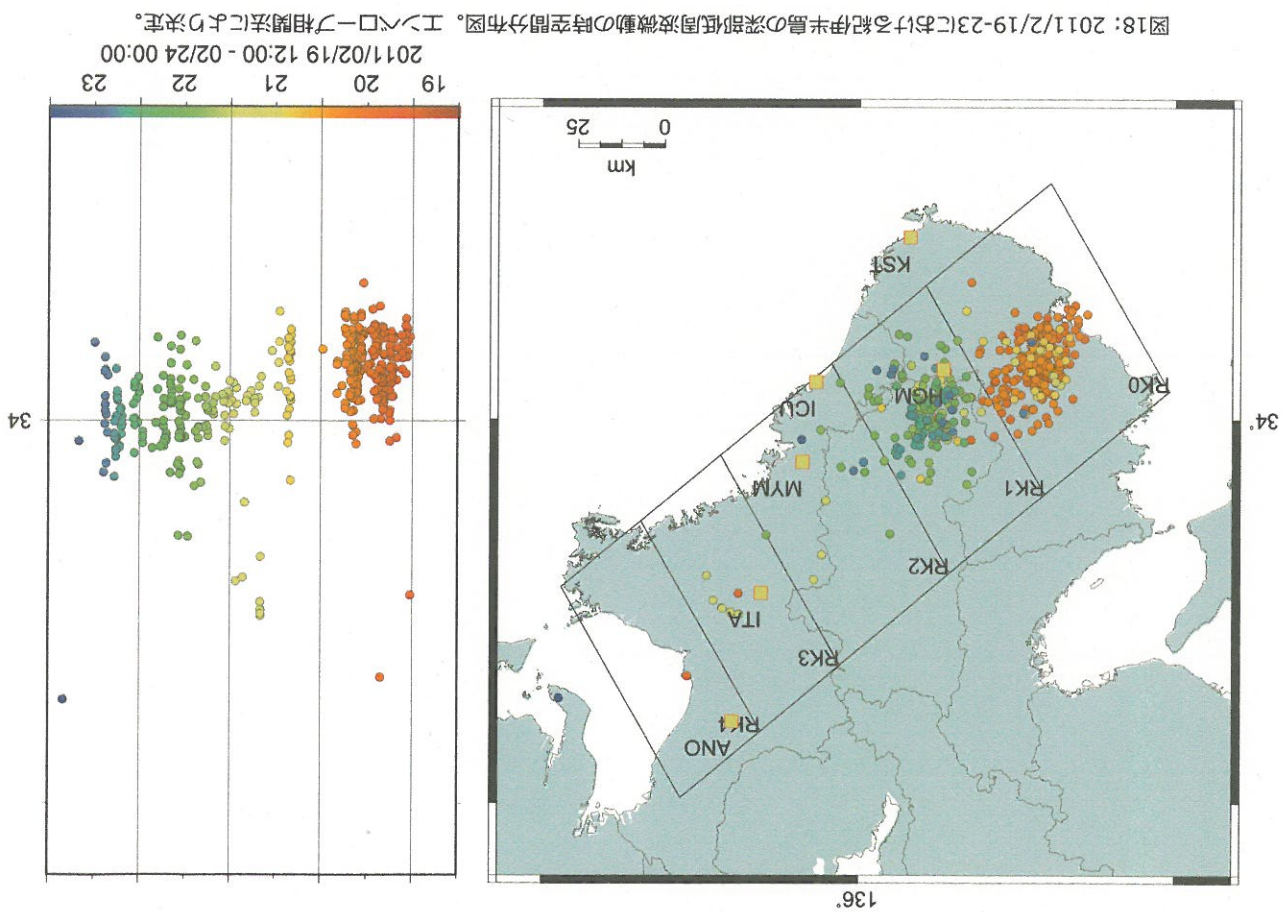 136°
ANO
RK4
RK3
ITA
RK2
RK1
MYM
34°
34
ICU
HGM
RK0
KST
km
0 25
19 20 21 22 23
2011/02/19 12:00 - 02/24 00:00
図18: 2011/2/19-23における紀伊半島の深部低周波微動の時空間分布図。エンベロープ相関法により決定。